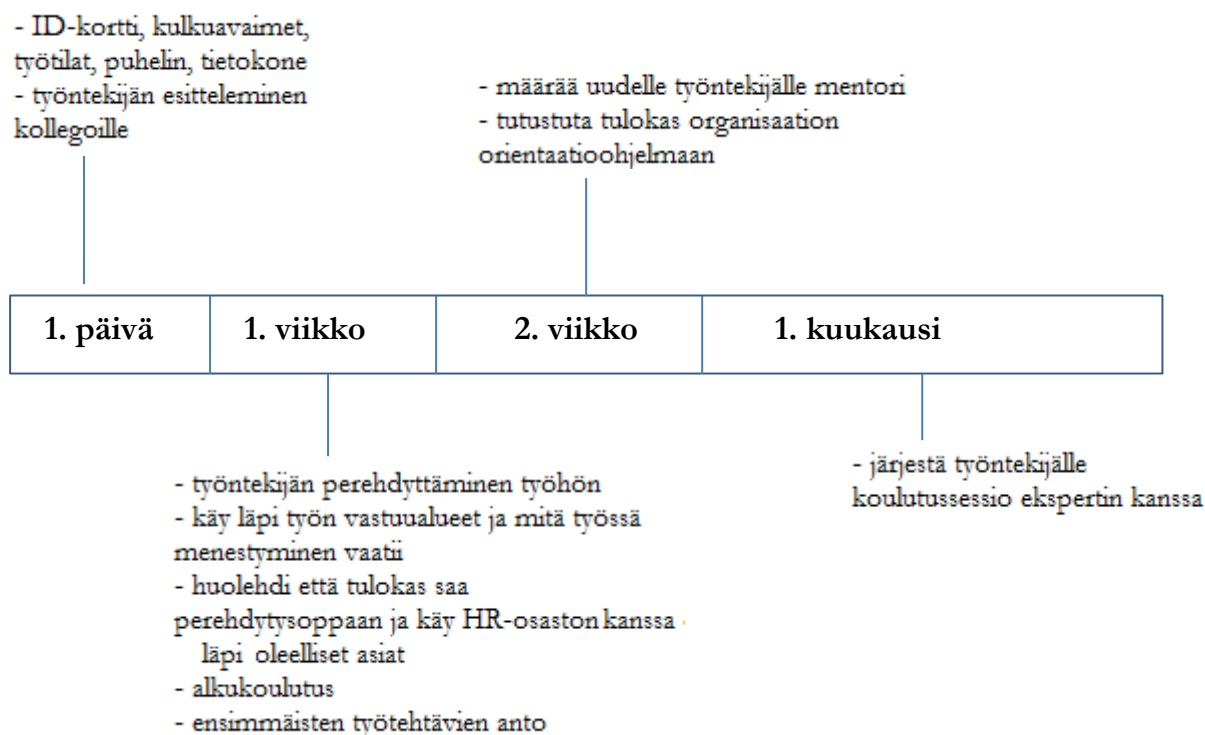 - ID-kortti, kulkuavaimet,
työtilat, puhelin, tietokone
- työntekijän esitteleminen
kollegoille
- määrää uudelle työntekijälle mentori
- tutustuta tulokas organisaation
orientaatioohjelmaan
1. päivä
1. viikko
2. viikko
1. kuukausi
- työntekijän perehdyttäminen työhön
- käy läpi työn vastuualueet ja mitä työssä
menestyminen vaatii
- huolehdi että tulokas saa
perehdytysoppaan ja käy HR-osaston kanssa
läpi oleelliset asiat
- alkukoulutus
- ensimmäisten työtehtävien anto
- järjestä työntekijälle
koulutussessio ekspertin kanssa